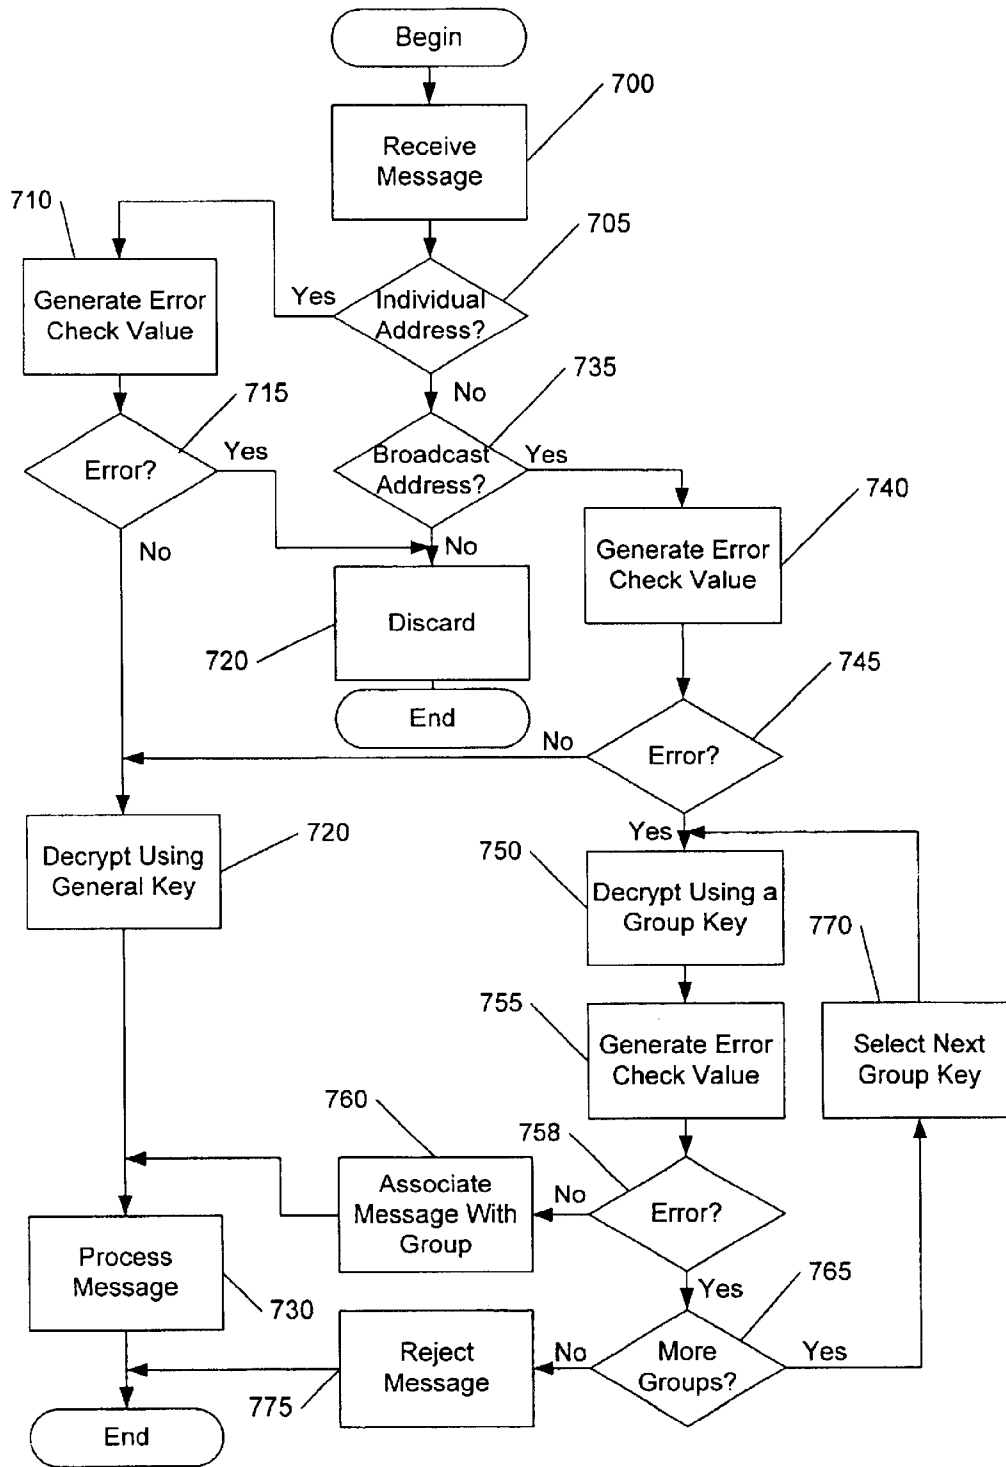 Begin
700
Receive
Message
710
705
Generate Error
Check Value
Yes
Individual
Address?
No
735
715
Error?
Yes
Broadcast
Address?
Yes
740
No
No
Generate Error
Check Value
Discard
720
745
End
No
Error?
Yes
Decrypt Using
General Key
720
750
Decrypt Using a
Group Key
770
755
Generate Error
Check Value
Select Next
Group Key
760
758
Associate
Message With
Group
No
Error?
Process
Message
730
Yes
765
Reject
Message
No
More
Groups?
Yes
775
End